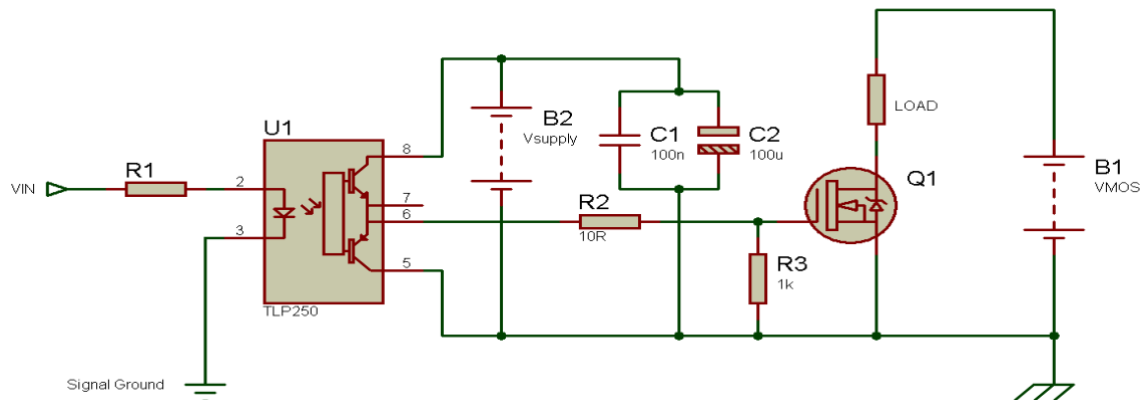 U1
8
B2
Vsupply
C1
100n
C2
100u
LOAD
R1
VIN
2
3
7
6
5
TLP250
R2
10R
R3
1k
Q1
B1
VMOS
Signal Ground